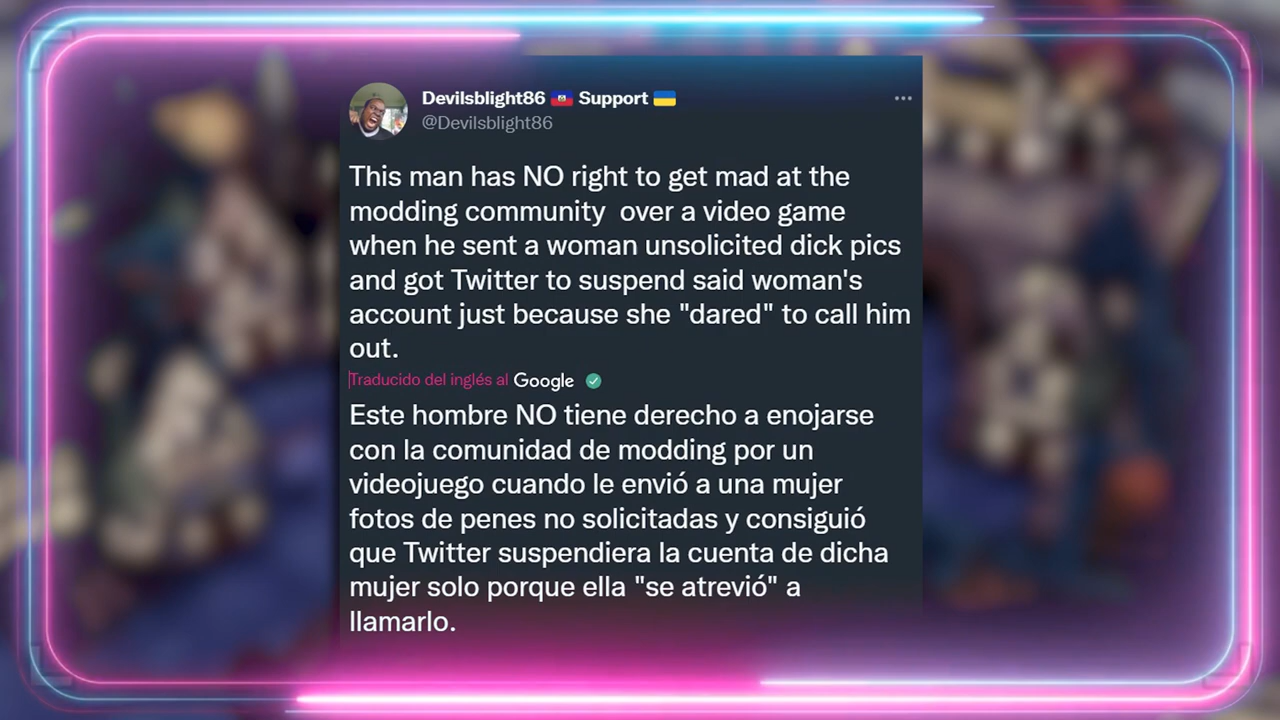 Devilsblight86 🇭🇹 Support 🇺🇦
@Devilsblight86
This man has NO right to get mad at the
modding community  over a video game
when he sent a woman unsolicited dick pics
and got Twitter to suspend said woman's
account just because she "dared" to call him
out.
Traducido del inglés al Google
Este hombre NO tiene derecho a enojarse
con la comunidad de modding por un
videojuego cuando le envió a una mujer
fotos de penes no solicitadas y consiguió
que Twitter suspendiera la cuenta de dicha
mujer solo porque ella "se atrevió" a
llamarlo.